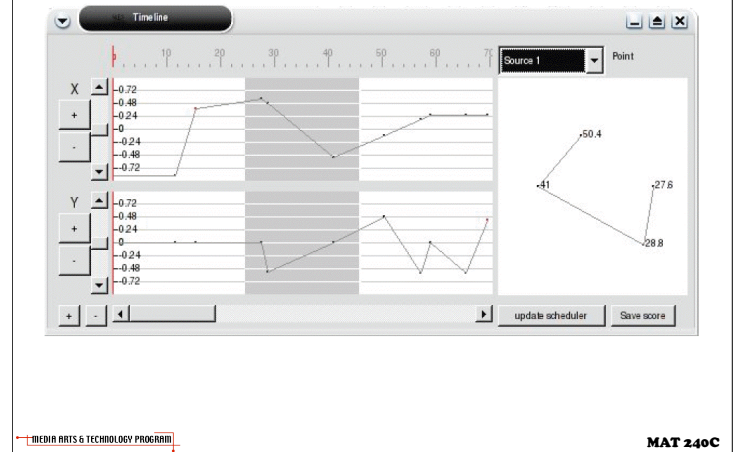 Timeline
0 10 20 30 40 50 60 70
Source 1
Point
X
+
-
0.72
0.48
0.24
0
-0.24
-0.48
-0.72
50.4
41
27.6
28.8
Y
+
-
0.72
0.48
0.24
0
-0.24
-0.48
-0.72
+ -
update scheduler
Save score
MEDIA ARTS & TECHNOLOGY PROGRAM
MAT 240C